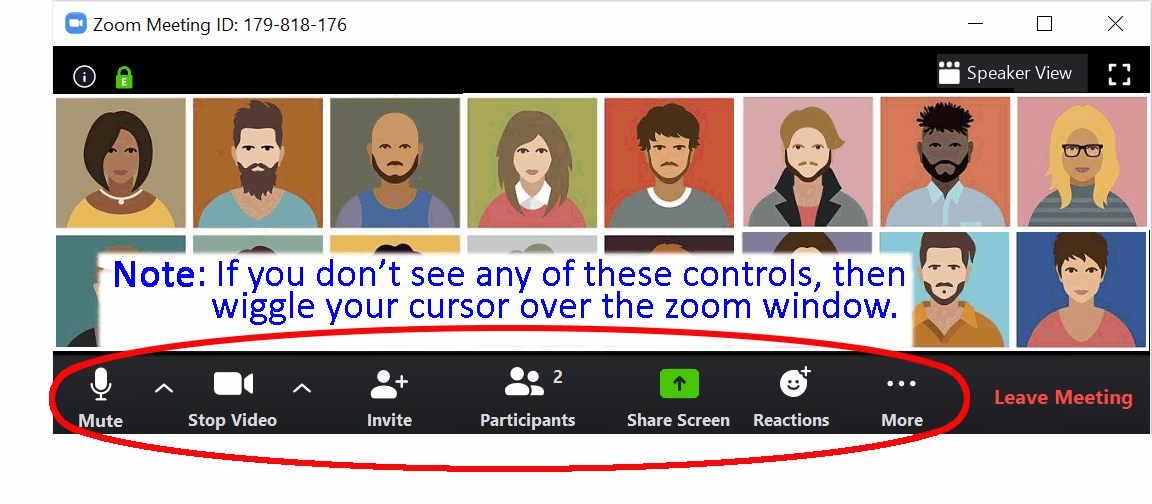 Zoom Meeting ID: 179-818-176
E
Speaker View
Note: If you don’t see any of these controls, then
wiggle your cursor over the zoom window.
2
Mute
Stop Video
Invite
Participants
Share Screen
Reactions
More
Leave Meeting